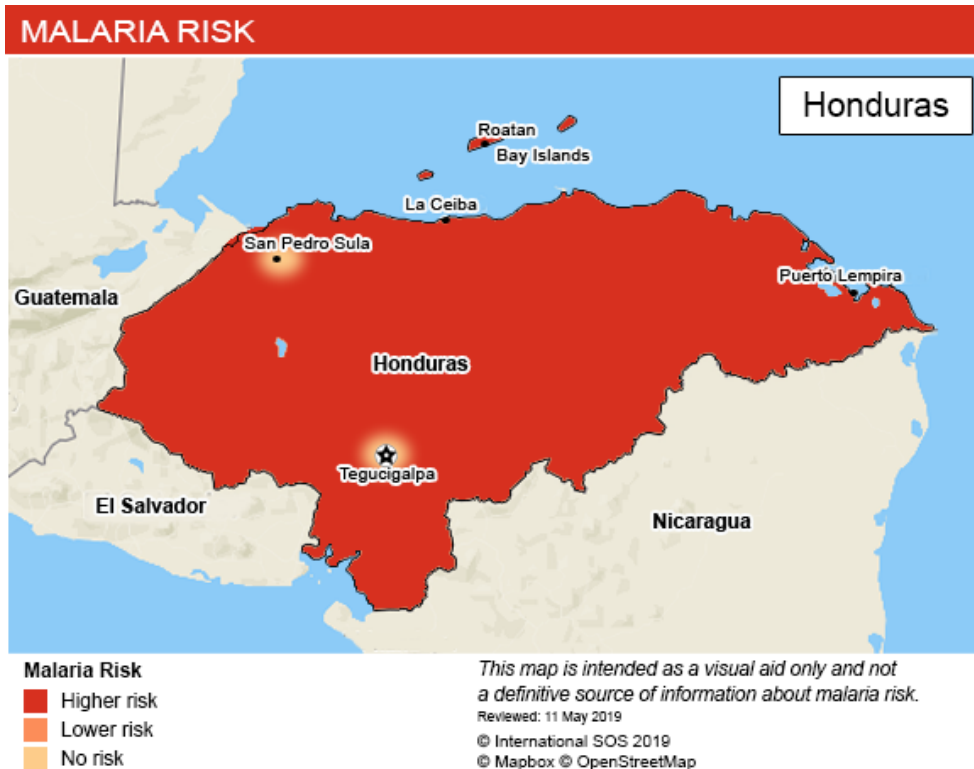 MALARIA RISK
Honduras
Roatan
Bay Islands
La Ceiba
San Pedro Sula
Puerto Lempira
Guatemala
Honduras
Tegucigalpa
El Salvador
Nicaragua
Malaria Risk
Higher risk
Lower risk
No risk
This map is intended as a visual aid only and not
a definitive source of information about malaria risk.
Reviewed: 11 May 2019
© International SOS 2019
© Mapbox © OpenStreetMap